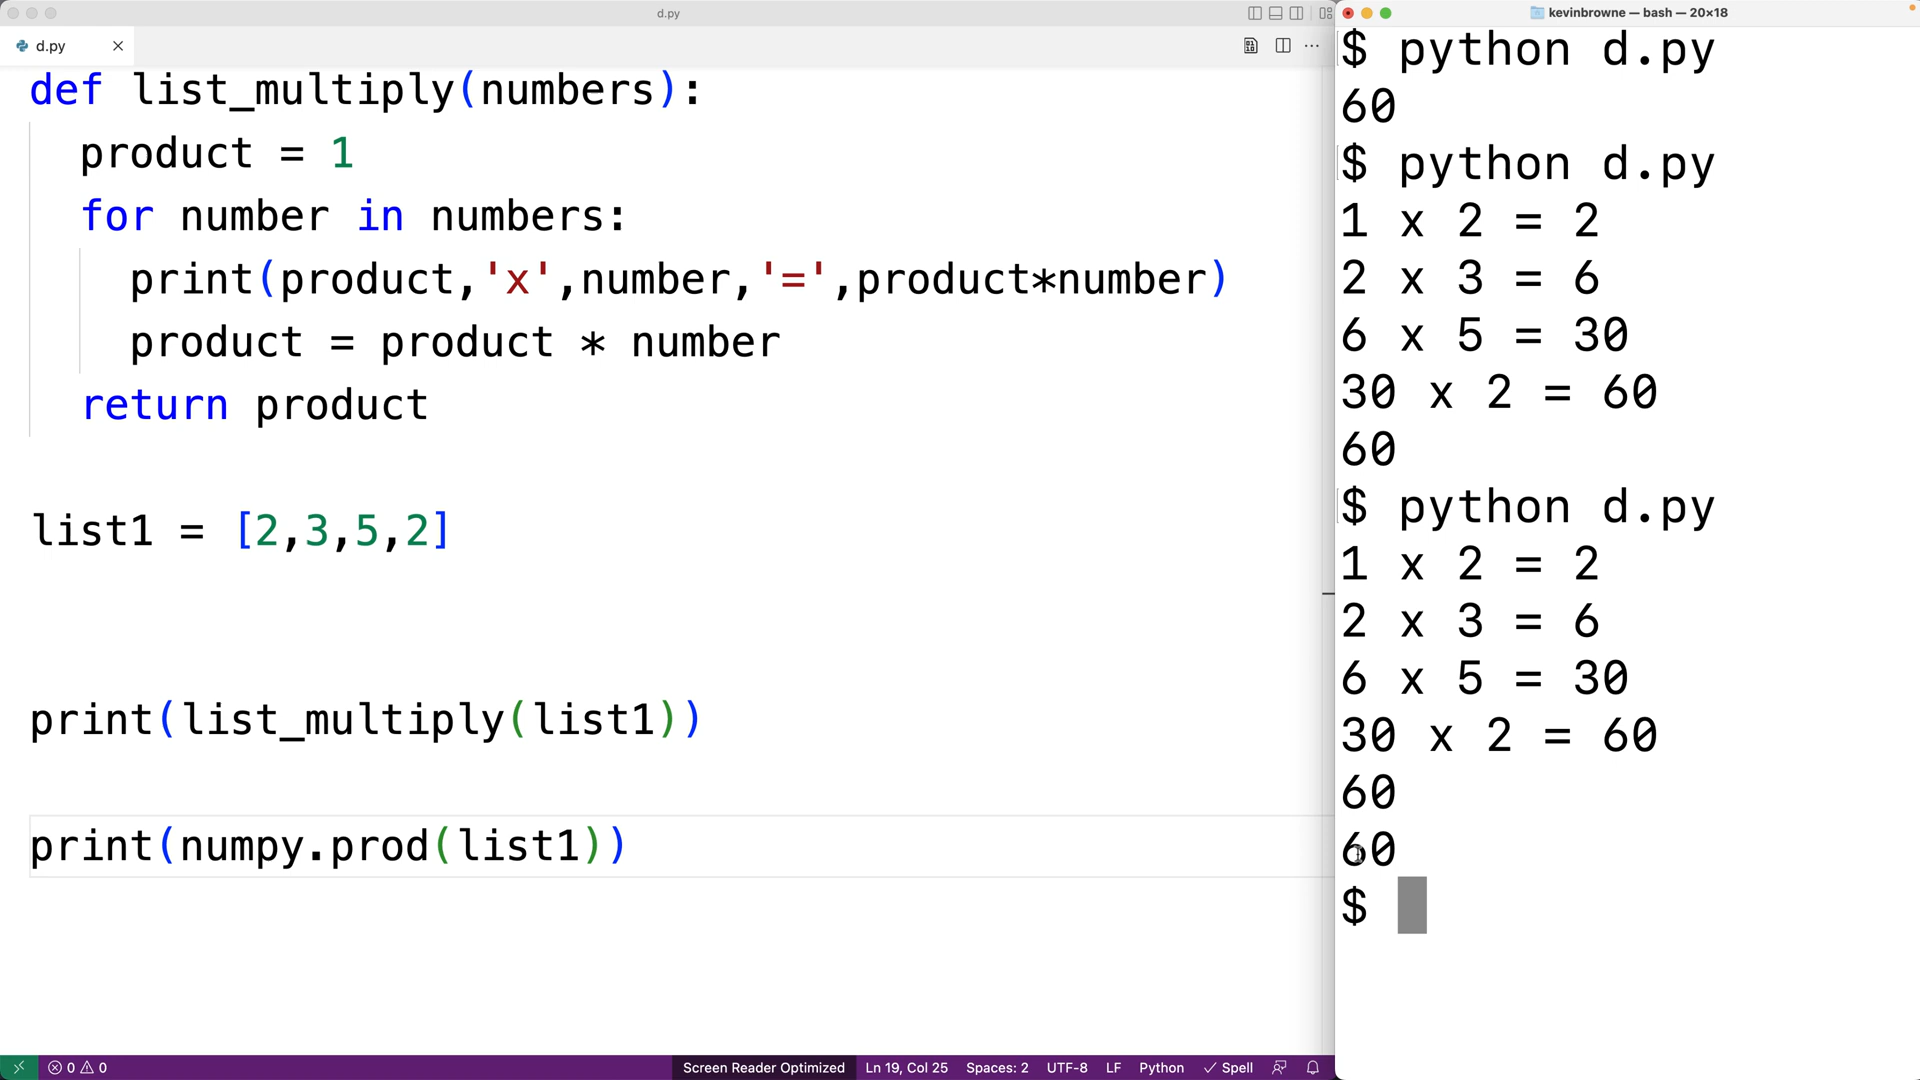 d.py
d.py
def list_multiply(numbers):
product = 1
for number in numbers:
print(product,'x',number,'=',product*number)
product = product * number
return product
list1 = [2,3,5,2]
print(list_multiply(list1))
print(numpy.prod(list1))
0 0
Screen Reader Optimized
Ln 19, Col 25
Spaces: 2
UTF-8
LF
Python
Spell
kevinbrowne — bash — 20×18
$ python d.py
60
$ python d.py
1 x 2 = 2
2 x 3 = 6
6 x 5 = 30
30 x 2 = 60
60
$ python d.py
1 x 2 = 2
2 x 3 = 6
6 x 5 = 30
30 x 2 = 60
60
60
$